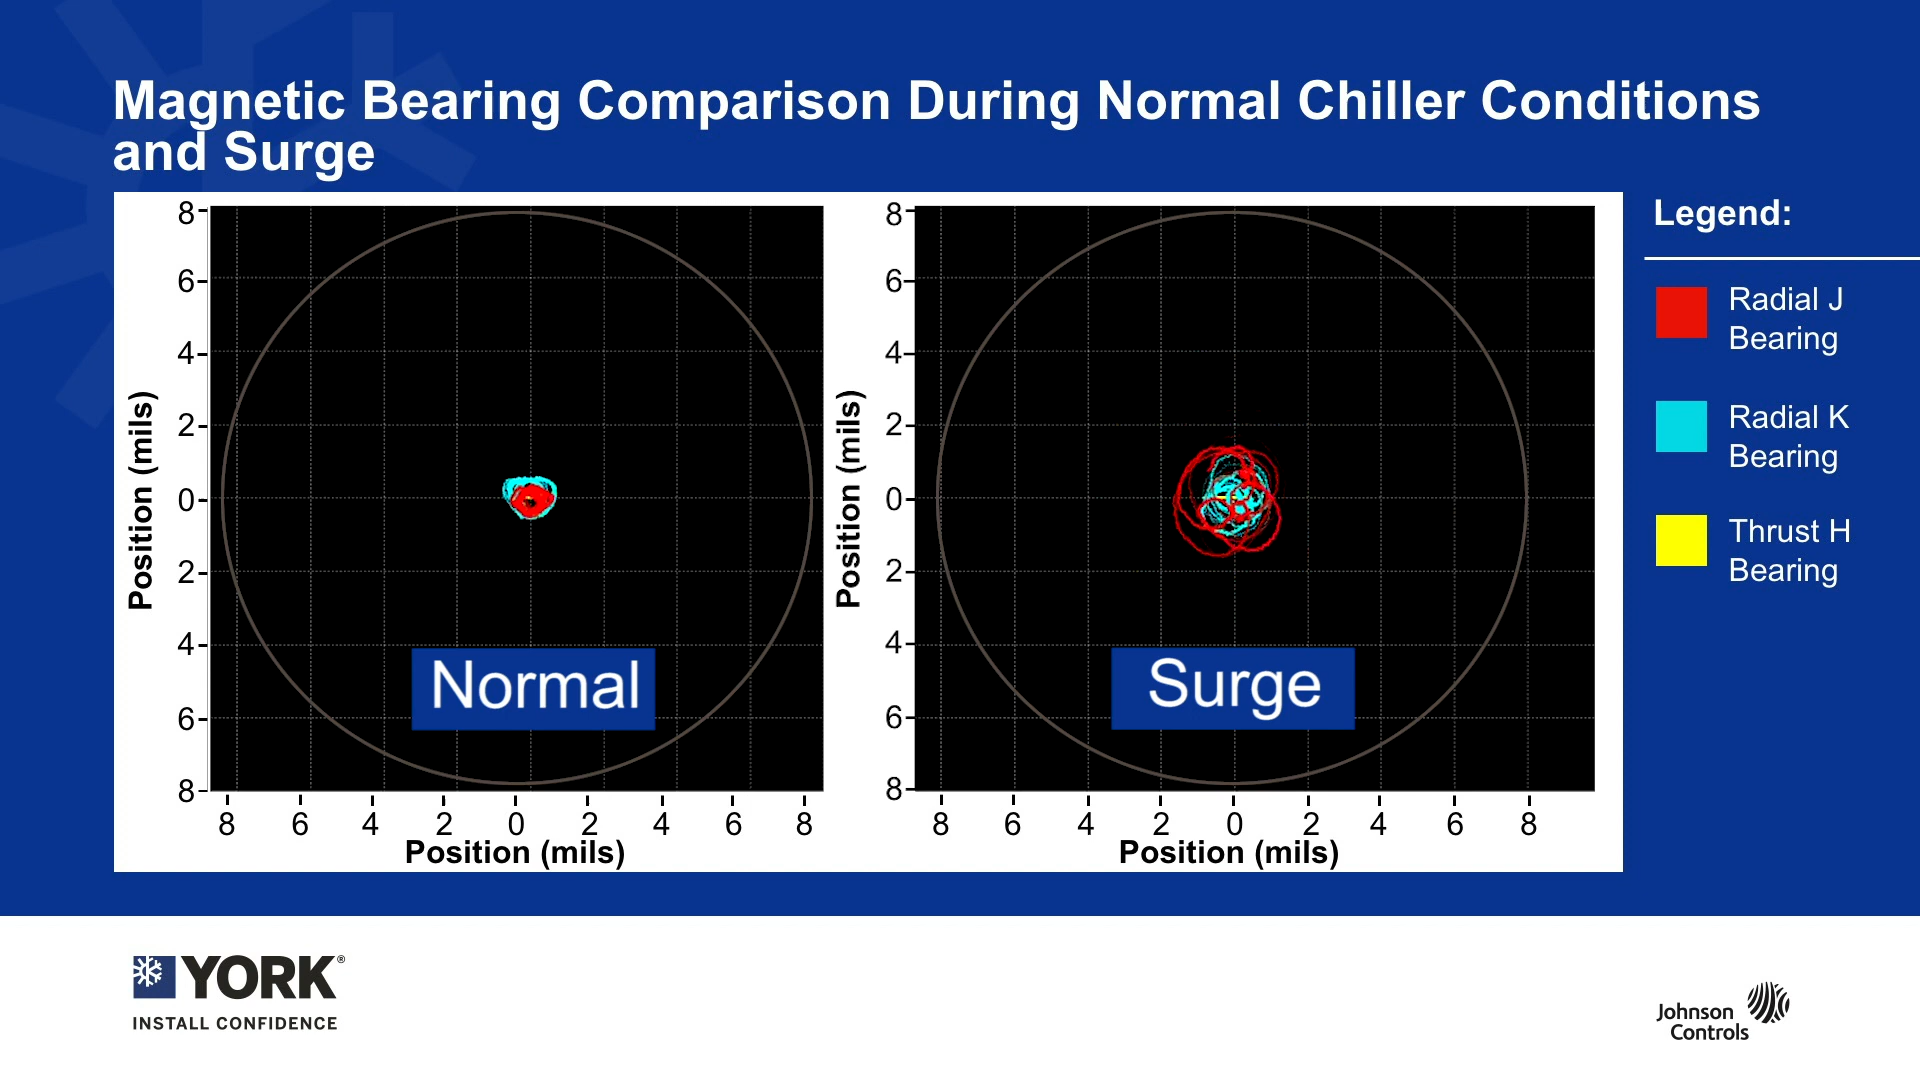 Magnetic Bearing Comparison During Normal Chiller Conditions
and Surge
8
6
4
2
0
2
4
6
8
Position (mils)
Normal
8 6 4 2 0 2 4 6 8
Position (mils)
8
6
4
2
0
2
4
6
8
Position (mils)
Surge
8 6 4 2 0 2 4 6 8
Position (mils)
Legend:
Radial J
Bearing
Radial K
Bearing
Thrust H
Bearing
YORK®
INSTALL CONFIDENCE
Johnson
Controls